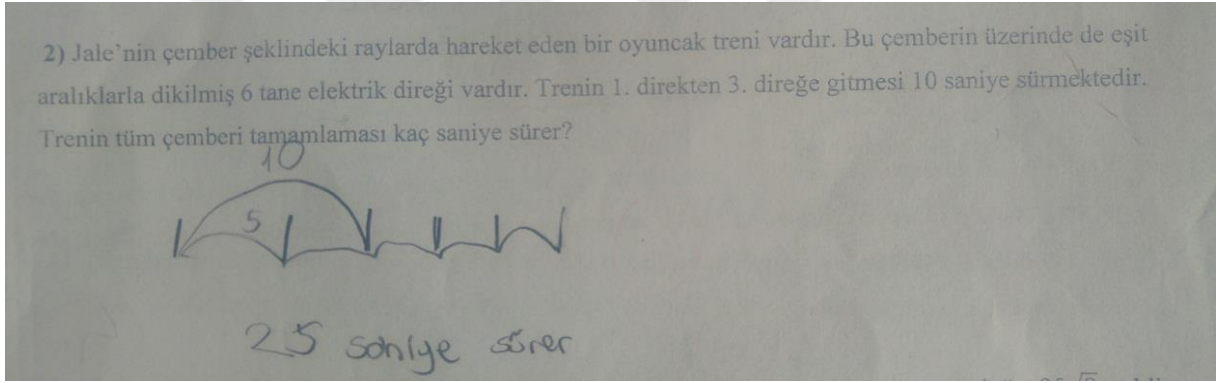 2) Jale'nin çember şeklindeki raylarda hareket eden bir oyuncak treni vardır. Bu çemberin üzerinde de eşit
aralıklarla dikilmiş 6 tane elektrik direği vardır. Trenin 1. direkten 3. direğe gitmesi 10 saniye sürmektedir.
Trenin tüm çemberi tamamlaması kaç saniye sürer?
10
5
25 saniye sürer